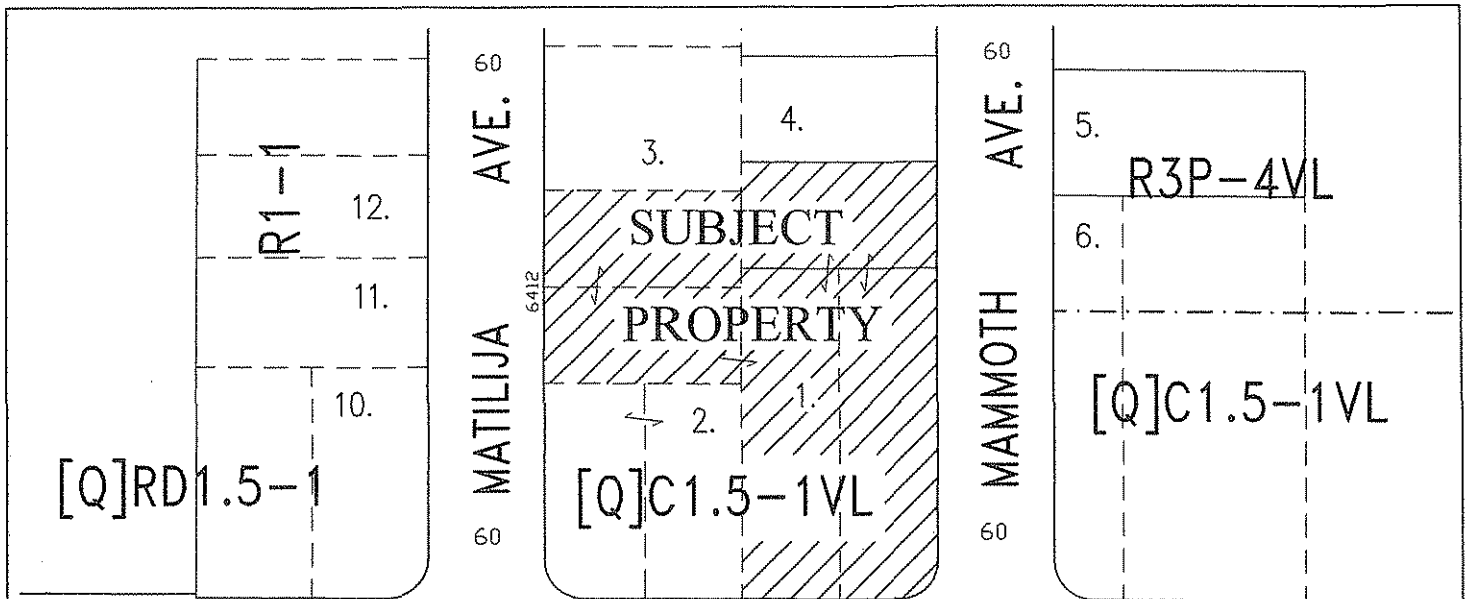 60
60
AVE.
AVE.
4.
5.
3.
R3P-4VL
R1-1
12.
SUBJECT
6.
11.
6412
PROPERTY
MATILIJA
MAMMOTH
10.
1.
2.
[Q]C1.5-1VL
[Q]RD1.5-1
[Q]C1.5-1VL
60
60